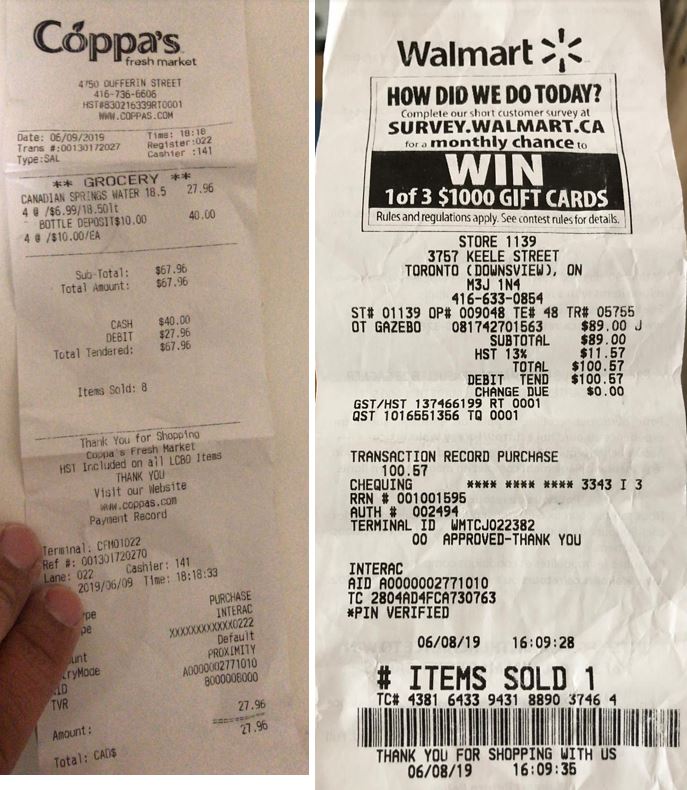 Coppa's
fresh market
4750 DUFFERIN STREET
416-736-6606
HST#830216339RT0001
WWW.COPPAS.COM
Date: 06/09/2019 Time: 18:18
Trans #:00130172027 Register:022
Type:SAL Cashier :141
** GROCERY **
CANADIAN SPRINGS WATER 18.5 27.96
4 @ /$6.99/18.50lt
BOTTLE DEPOSIT$10.00 40.00
4 @ /$10.00/EA
Sub-Total: $67.96
Total Amount: $67.96
CASH $40.00
DEBIT $27.96
Total Tendered: $67.96
Items Sold: 8
Thank You for Shopping
Coppa's Fresh Market
HST Included on all LCBO Items
THANK YOU
Visit our Website
www.coppas.com
Payment Record
Terminal: CFM01022
Ref #: 001301720270
Lane: 022 Cashier: 141
2019/06/09 Time: 18:18:33
PURCHASE
INTERAC
XXXXXXXXXXXX0222
Default
PROXIMITY
A0000002771010
8000008000
TVR
27.96
Amount: 27.96
Total: CAD$
Walmart
HOW DID WE DO TODAY?
Complete our short customer survey at
SURVEY.WALMART.CA
for a monthly chance to
WIN
1 of 3 $1000 GIFT CARDS
Rules and regulations apply. See contest rules for details.
STORE 1139
3757 KEELE STREET
TORONTO (DOWNSVIEW), ON
M3J 1N4
416-633-0854
ST# 01139 OP# 009048 TE# 48 TR# 05755
OT GAZEBO 081742701563 $89.00 J
SUBTOTAL $89.00
HST 13% $11.57
TOTAL $100.57
DEBIT TEND $100.57
CHANGE DUE $0.00
GST/HST 137466199 RT 0001
QST 1016551356 TQ 0001
TRANSACTION RECORD PURCHASE
100.57
CHEQUING **** **** **** 3343 I 3
RRN # 001001595
AUTH # 002494
TERMINAL ID WMTCJ022382
00 APPROVED-THANK YOU
INTERAC
AID A0000002771010
TC 2804AD4FCA730763
*PIN VERIFIED
06/08/19 16:09:28
# ITEMS SOLD 1
TC# 4381 6433 9431 8890 3746 4
THANK YOU FOR SHOPPING WITH US
06/08/19 16:09:35